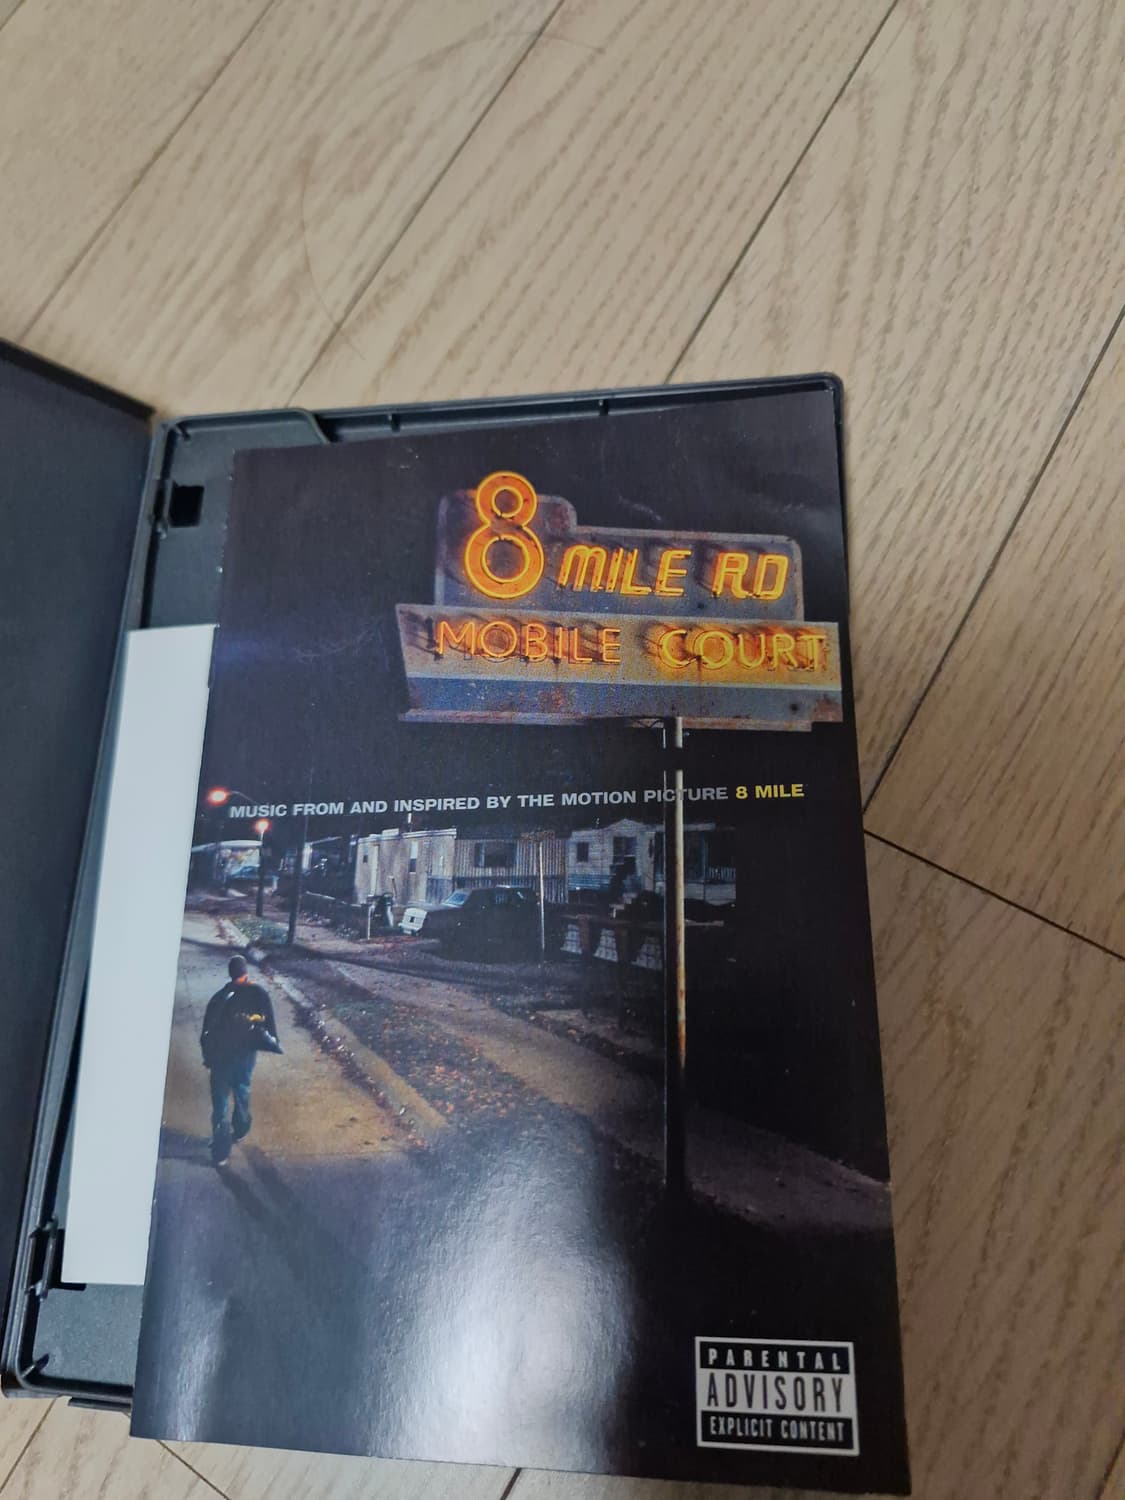 8 MILE RD
MOBILE COURT
MUSIC FROM AND INSPIRED BY THE MOTION PICTURE 8 MILE
PARENTAL
ADVISORY
EXPLICIT CONTENT